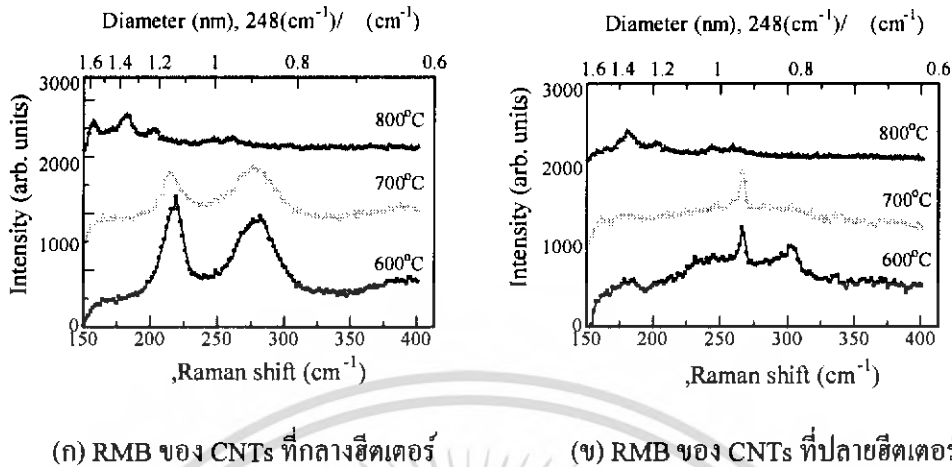 Diameter (nm), 248(cm⁻¹)/ (cm⁻¹)
1.6 1.4 1.2 1 0.8 0.6
3000
2000
1000
0
Intensity (arb. units)
800°C
700°C
600°C
150 200 250 300 350 400
,Raman shift (cm⁻¹)
(ก) RMB ของ CNTs ที่กลางฮีตเตอร์
Diameter (nm), 248(cm⁻¹)/ (cm⁻¹)
1.6 1.4 1.2 1 0.8 0.6
3000
2000
1000
0
Intensity (arb. units)
800°C
700°C
600°C
150 200 250 300 350 400
,Raman shift (cm⁻¹)
(ข) RMB ของ CNTs ที่ปลายฮีตเตอร์